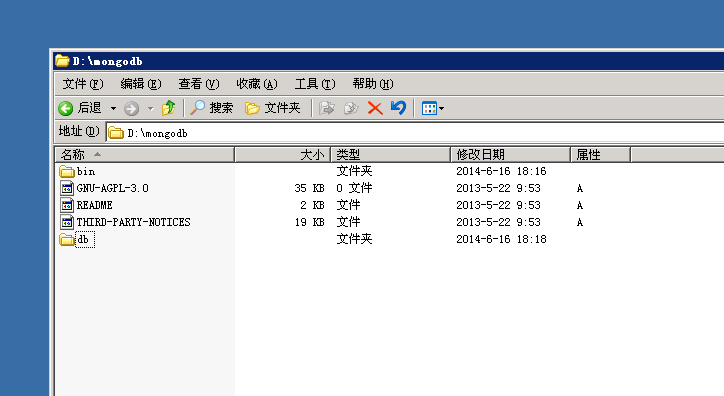 D:\mongodb
文件(F) 编辑(E) 查看(V) 收藏(A) 工具(T) 帮助(H)
后退 搜索 文件夹
地址(D) D:\mongodb
名称 大小 类型 修改日期 属性
bin 文件夹 2014-6-16 18:16
GNU-AGPL-3.0 35 KB 0 文件 2013-5-22 9:53 A
README 2 KB 文件 2013-5-22 9:53 A
THIRD-PARTY-NOTICES 19 KB 文件 2013-5-22 9:53 A
db 文件夹 2014-6-16 18:18